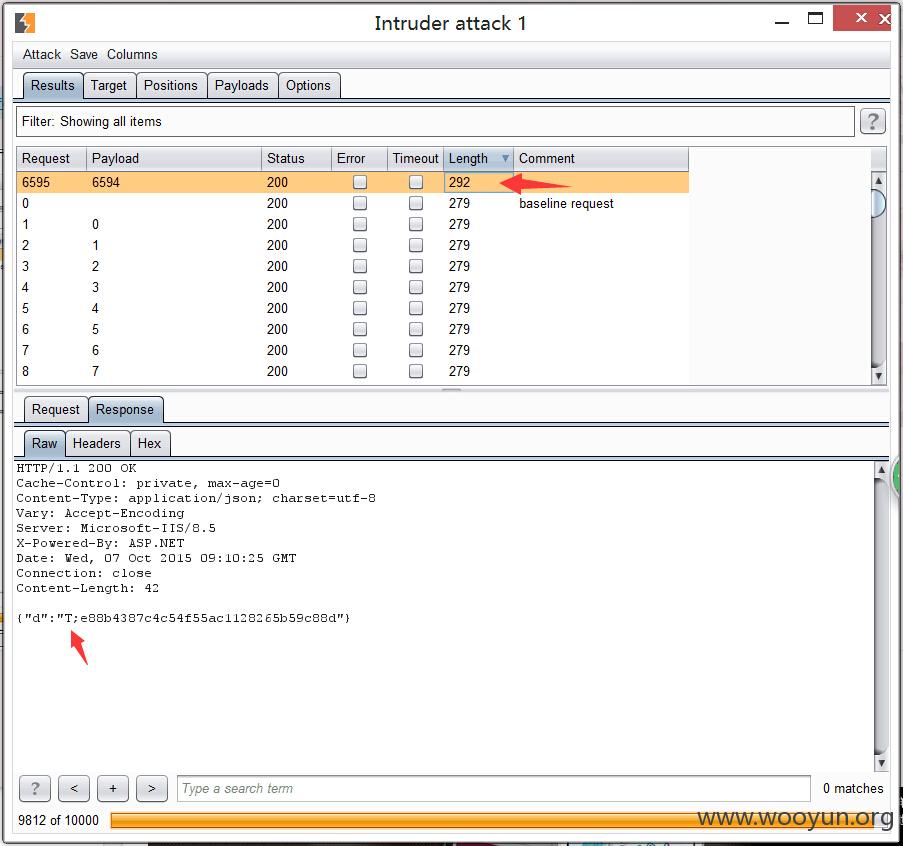 Intruder attack 1
Attack Save Columns
Results Target Positions Payloads Options
Filter: Showing all items ?
Request Payload Status Error Timeout Length Comment
6595 6594 200 292
0 200 279 baseline request
1 0 200 279
2 1 200 279
3 2 200 279
4 3 200 279
5 4 200 279
6 5 200 279
7 6 200 279
8 7 200 279
Request Response
Raw Headers Hex
HTTP/1.1 200 OK
Cache-Control: private, max-age=0
Content-Type: application/json; charset=utf-8
Vary: Accept-Encoding
Server: Microsoft-IIS/8.5
X-Powered-By: ASP.NET
Date: Wed, 07 Oct 2015 09:10:25 GMT
Connection: close
Content-Length: 42
{"d":"T;e88b4387c4c54f55ac1128265b59c88d"}
? < + > Type a search term 0 matches
9812 of 10000
www.wooyun.org